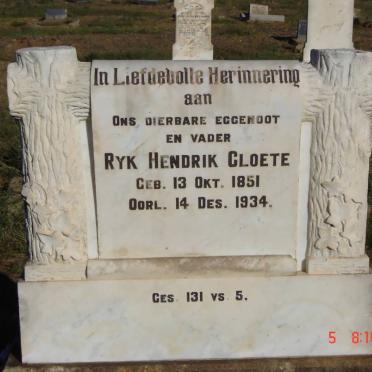 In Liefdevolle Herinnering
aan
Ons dierbare eggenoot
en vader
Ryk Hendrik Cloete
Geb. 13 Okt. 1851
Oorl. 14 Des. 1934.
Ges. 131 vs 5.
5 8:10